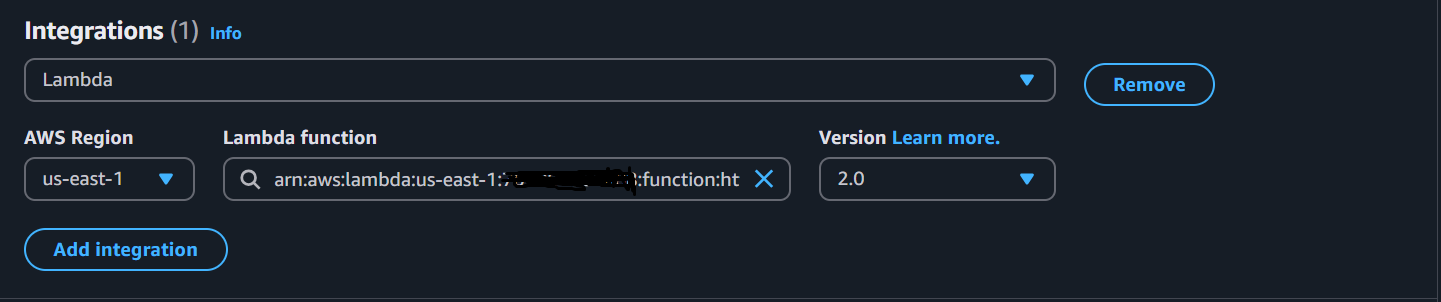 Integrations (1) Info
Lambda
Remove
AWS Region
Lambda function
Version Learn more.
us-east-1
arn:aws:lambda:us-east-1: :function:ht
2.0
Add integration